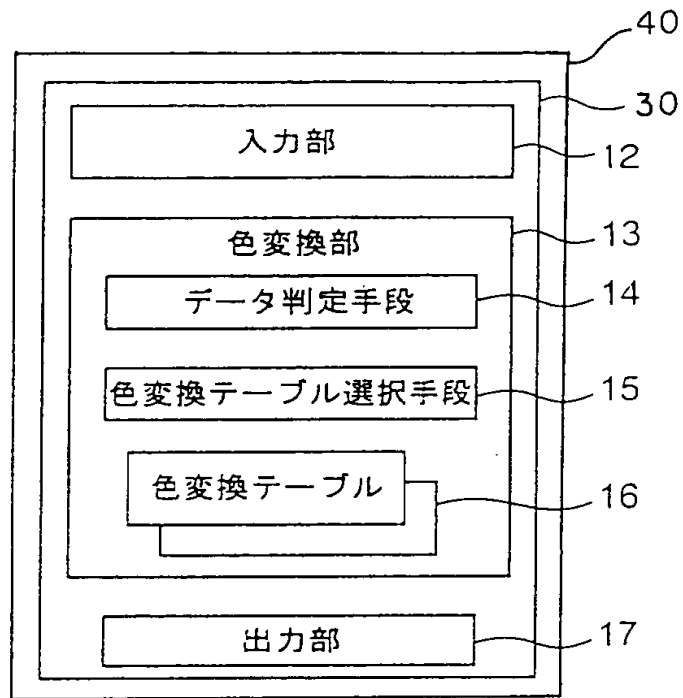 40
30
入力部
12
色変換部
13
データ判定手段
14
色変換テーブル選択手段
15
色変換テーブル
16
出力部
17